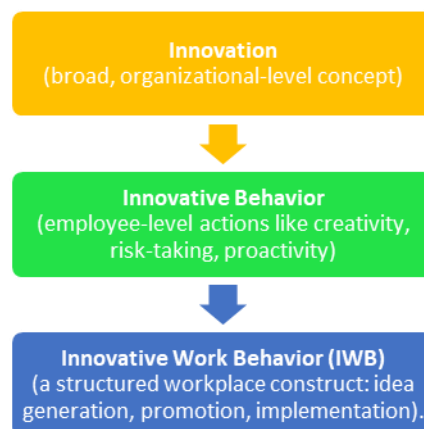 Innovation
(broad, organizational-level concept)
Innovative Behavior
(employee-level actions like creativity,
risk-taking, proactivity)
Innovative Work Behavior (IWB)
(a structured workplace construct: idea
generation, promotion, implementation).